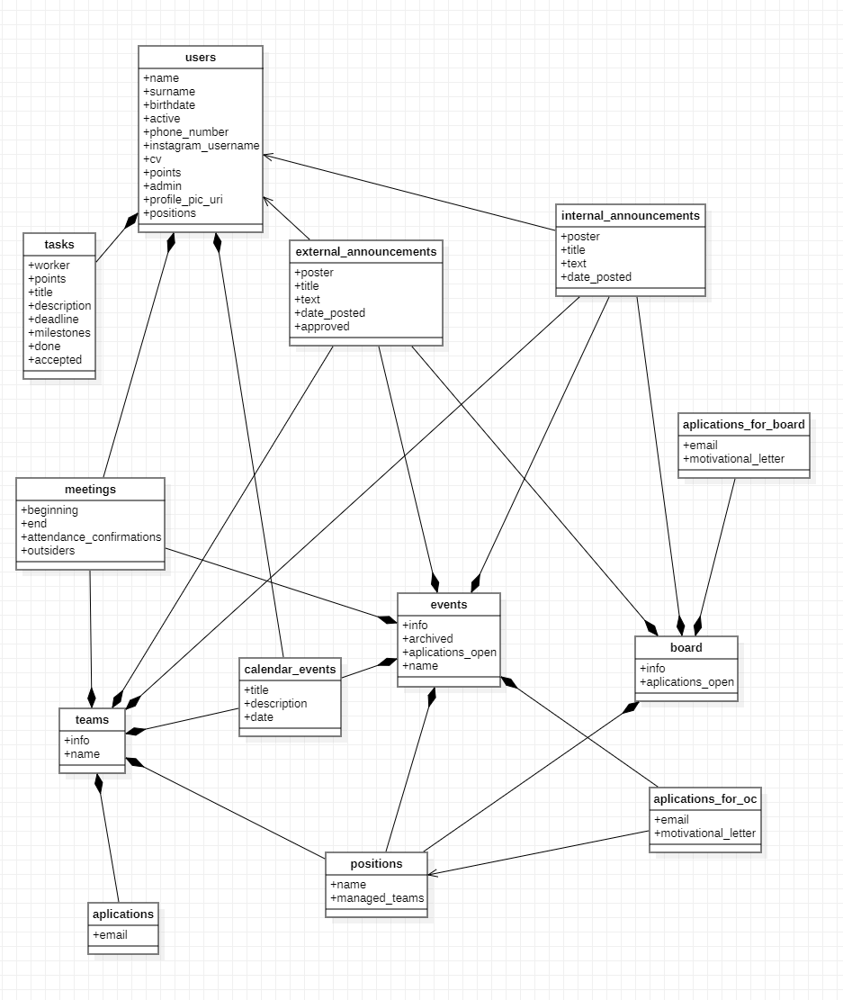 users
+name
+surname
+birthdate
+active
+phone_number
+instagram_username
+cv
+points
+admin
+profile_pic_uri
+positions
internal_announcements
+poster
+title
+text
+date_posted
tasks
+worker
+points
+title
+description
+deadline
+milestones
+done
+accepted
external_announcements
+poster
+title
+text
+date_posted
+approved
aplications_for_board
+email
+motivational_letter
meetings
+beginning
+end
+attendance_confirmations
+outsiders
events
+info
+archived
+aplications_open
+name
board
+info
+aplications_open
calendar_events
+title
+description
+date
teams
+info
+name
aplications_for_oc
+email
+motivational_letter
positions
+name
+managed_teams
aplications
+email